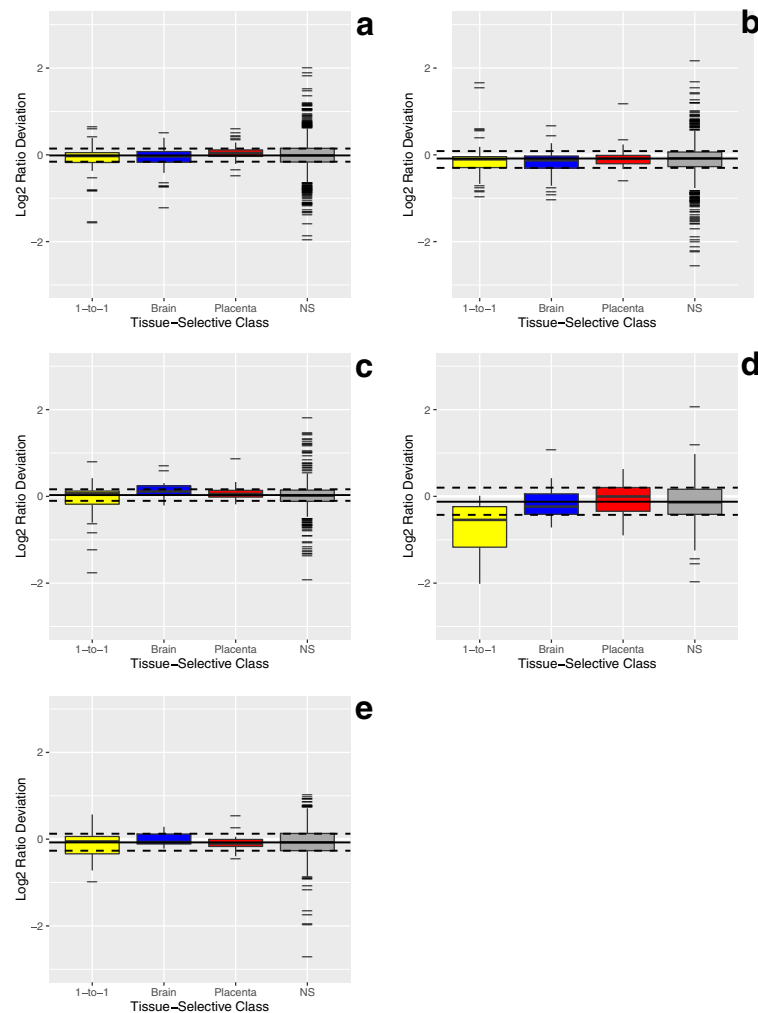 a
2
0
−2
Log2 Ratio Deviation
1−to−1 Brain Placenta NS
Tissue−Selective Class
b
2
0
−2
Log2 Ratio Deviation
1−to−1 Brain Placenta NS
Tissue−Selective Class
c
2
0
−2
Log2 Ratio Deviation
1−to−1 Brain Placenta NS
Tissue−Selective Class
d
2
0
−2
Log2 Ratio Deviation
1−to−1 Brain Placenta NS
Tissue−Selective Class
e
2
0
−2
Log2 Ratio Deviation
1−to−1 Brain Placenta NS
Tissue−Selective Class